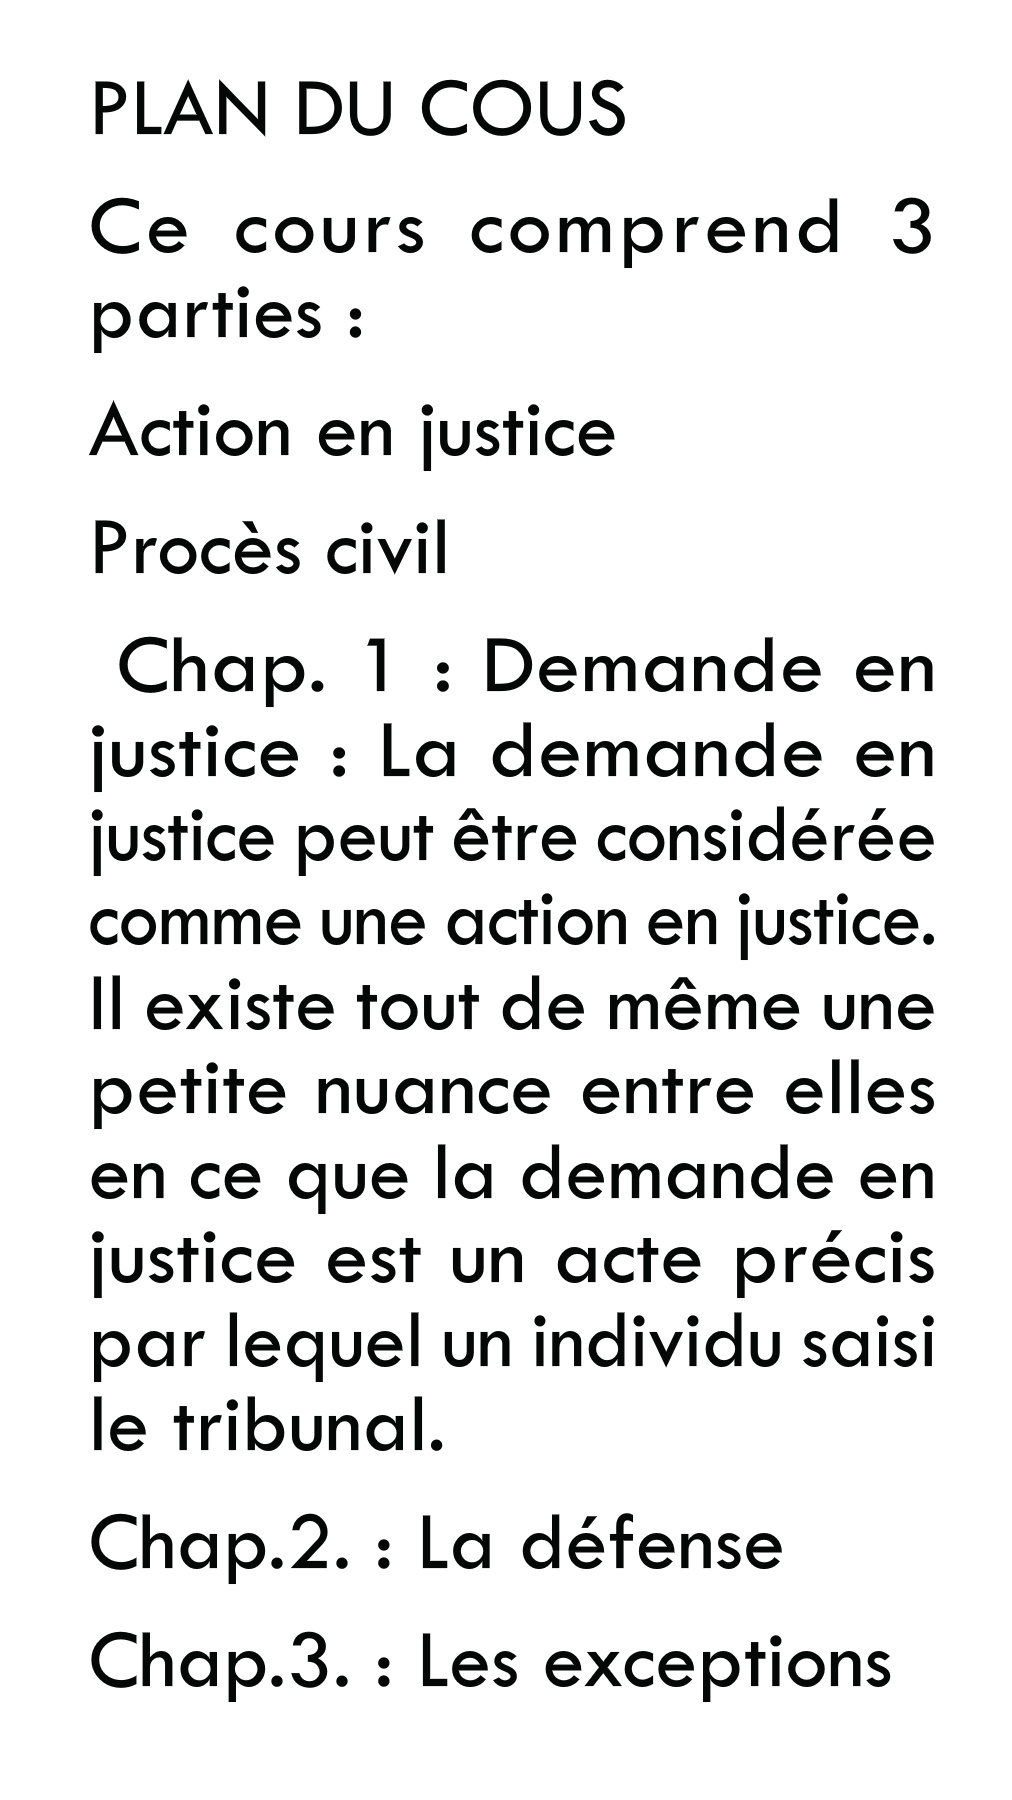 PLAN DU COUS
Ce cours comprend 3
parties :
Action en justice
Procès civil
Chap. 1 : Demande en
justice : La demande en
justice peut être considérée
comme une action en justice.
Il existe tout de même une
petite nuance entre elles
en ce que la demande en
justice est un acte précis
par lequel un individu saisi
le tribunal.
Chap.2. : La défense
Chap.3. : Les exceptions